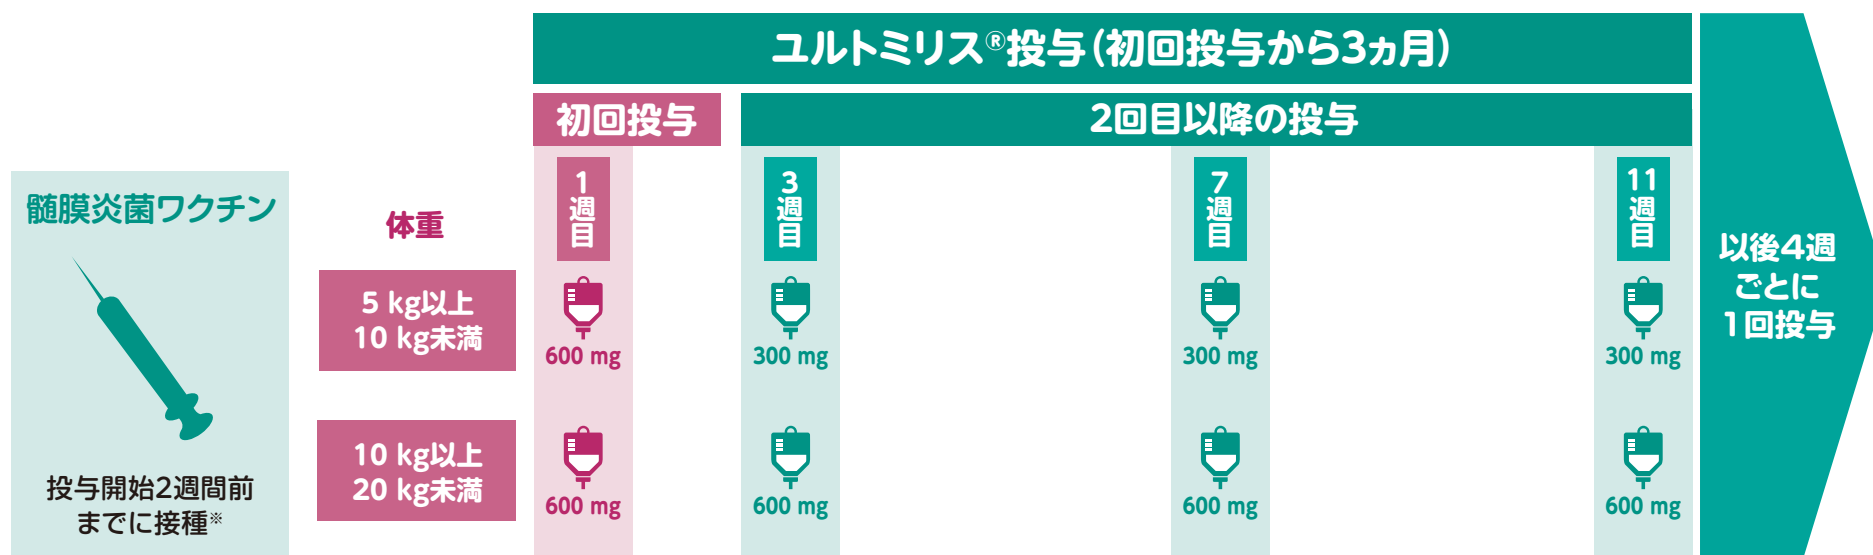 ユルトミリス®投与(初回投与から3ヵ月)
初回投与
2回目以降の投与
髄膜炎菌ワクチン
投与開始2週間前
までに接種※
体重
1週目
3週目
7週目
11週目
5 kg以上
10 kg未満
600 mg
300 mg
300 mg
300 mg
10 kg以上
20 kg未満
600 mg
600 mg
600 mg
600 mg
以後4週
ごとに
1回投与